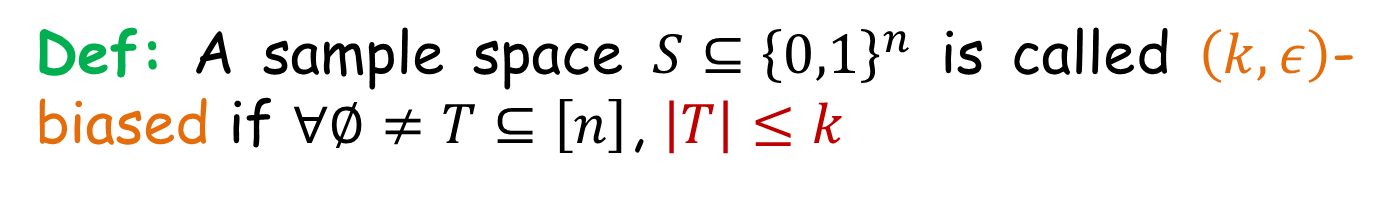 Def: A sample space 𝑆 ⊆ {0,1}ⁿ is called (𝑘, 𝜖)-
biased if ∀∅ ≠ 𝑇 ⊆ [𝑛], |𝑇| ≤ 𝑘